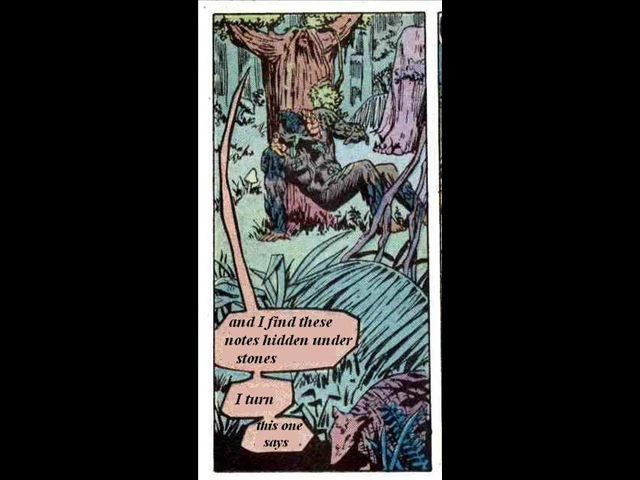 and I find these
notes hidden under
stones
I turn
this one
says